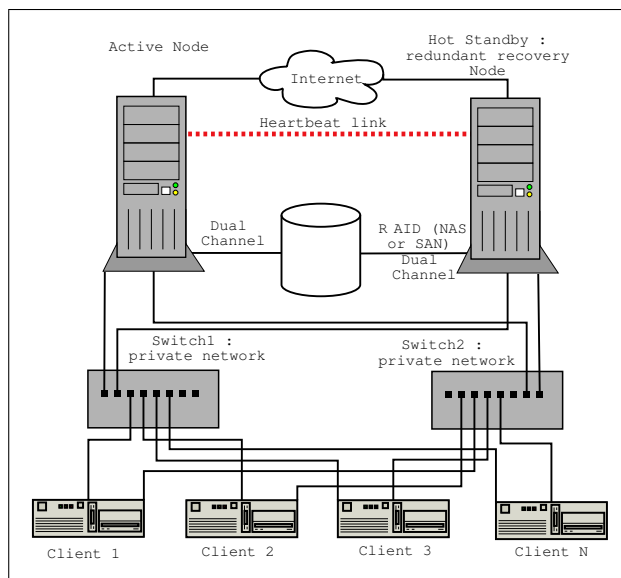 Active Node
Hot Standby :
redundant recovery
Node
Internet
Heartbeat link
Dual
Channel
R AID (NAS
or SAN)
Dual
Channel
Switch1 :
private network
Switch2 :
private network
Client 1
Client 2
Client 3
Client N